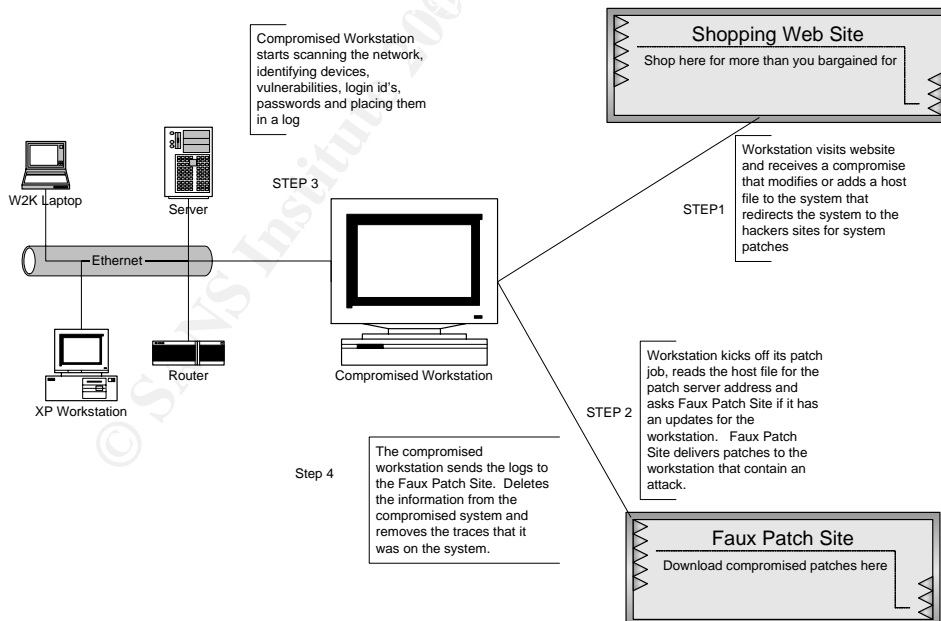 Compromised Workstation
starts scanning the network,
identifying devices,
vulnerabilities, login id's,
passwords and placing them
in a log
STEP 3
Shopping Web Site
Shop here for more than you bargained for
Workstation visits website
and receives a compromise
that modifies or adds a host
file to the system that
redirects the system to the
hackers sites for system
patches
STEP1
W2K Laptop
Server
Ethernet
XP Workstation
Router
Compromised Workstation
Workstation kicks off its patch
job, reads the host file for the
patch server address and
asks Faux Patch Site if it has
an updates for the
workstation. Faux Patch
Site delivers patches to the
workstation that contain an
attack.
STEP 2
Step 4
The compromised
workstation sends the logs to
the Faux Patch Site. Deletes
the information from the
compromised system and
removes the traces that it
was on the system.
Faux Patch Site
Download compromised patches here
© SANS Institute